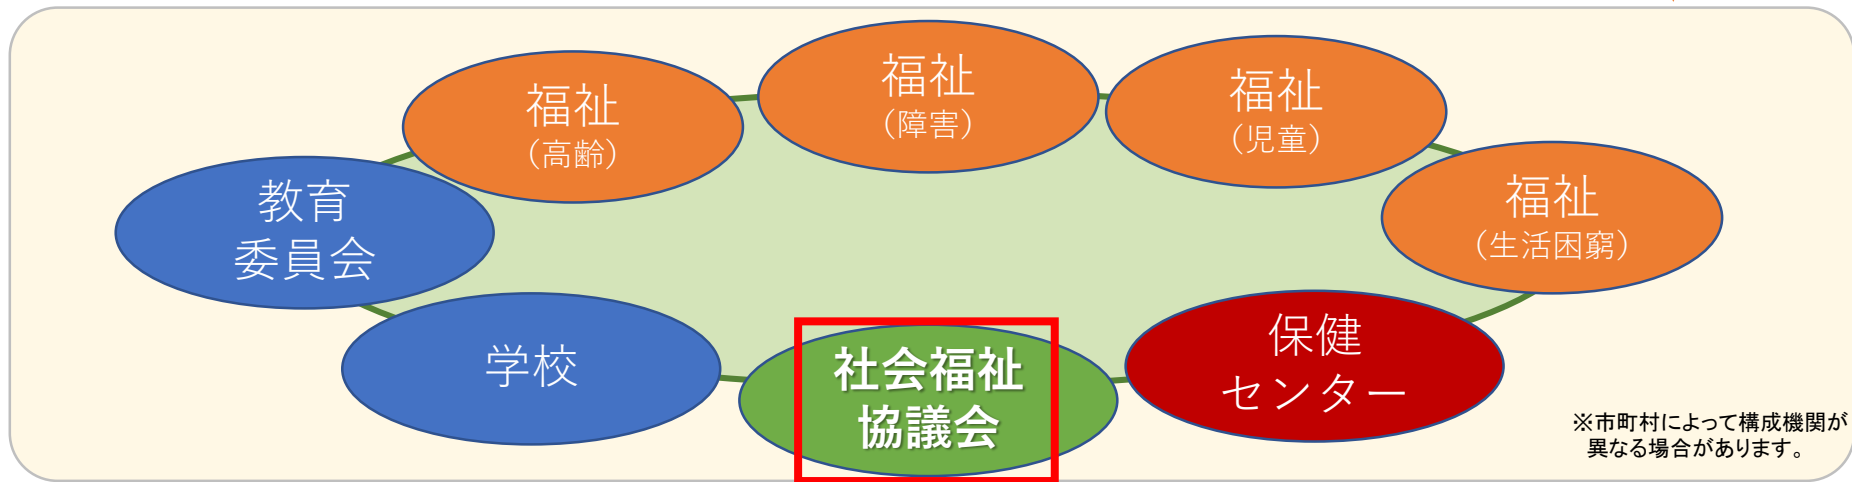 福祉
(高齢)
福祉
(障害)
福祉
(児童)
福祉
(生活困窮)
教育
委員会
学校
社会福祉
協議会
保健
センター
※市町村によって構成機関が
異なる場合があります。